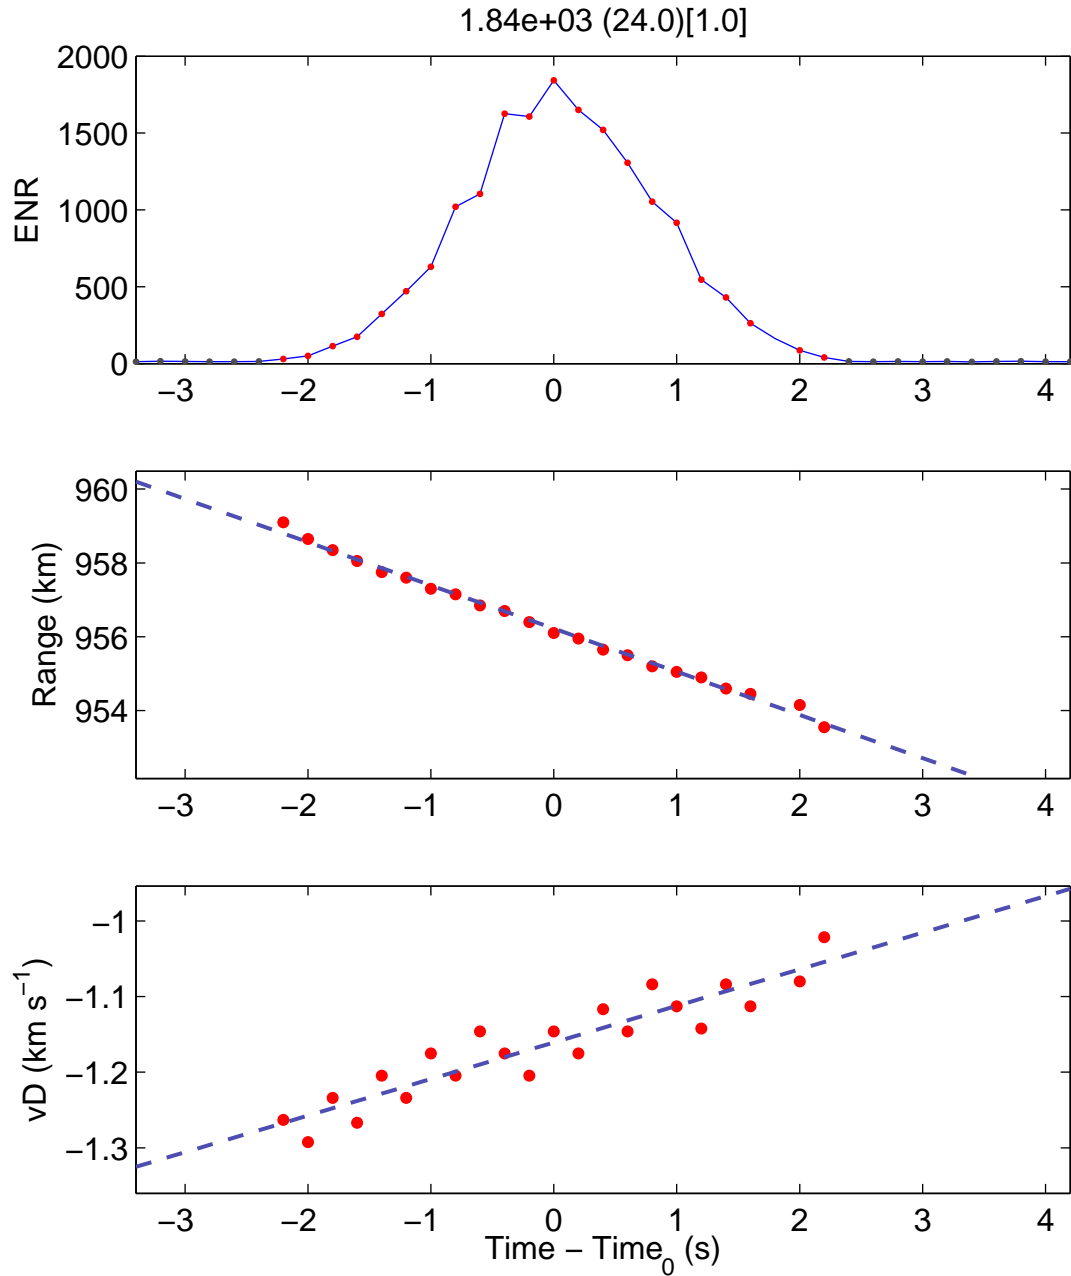 1.84e+03 (24.0)[1.0]
2000
1500
1000
500
0
ENR
−3 −2 −1 0 1 2 3 4
960
958
956
954
Range (km)
−3 −2 −1 0 1 2 3 4
−1
−1.1
−1.2
−1.3
vD (km s⁻¹)
−3 −2 −1 0 1 2 3 4
Time − Time₀ (s)